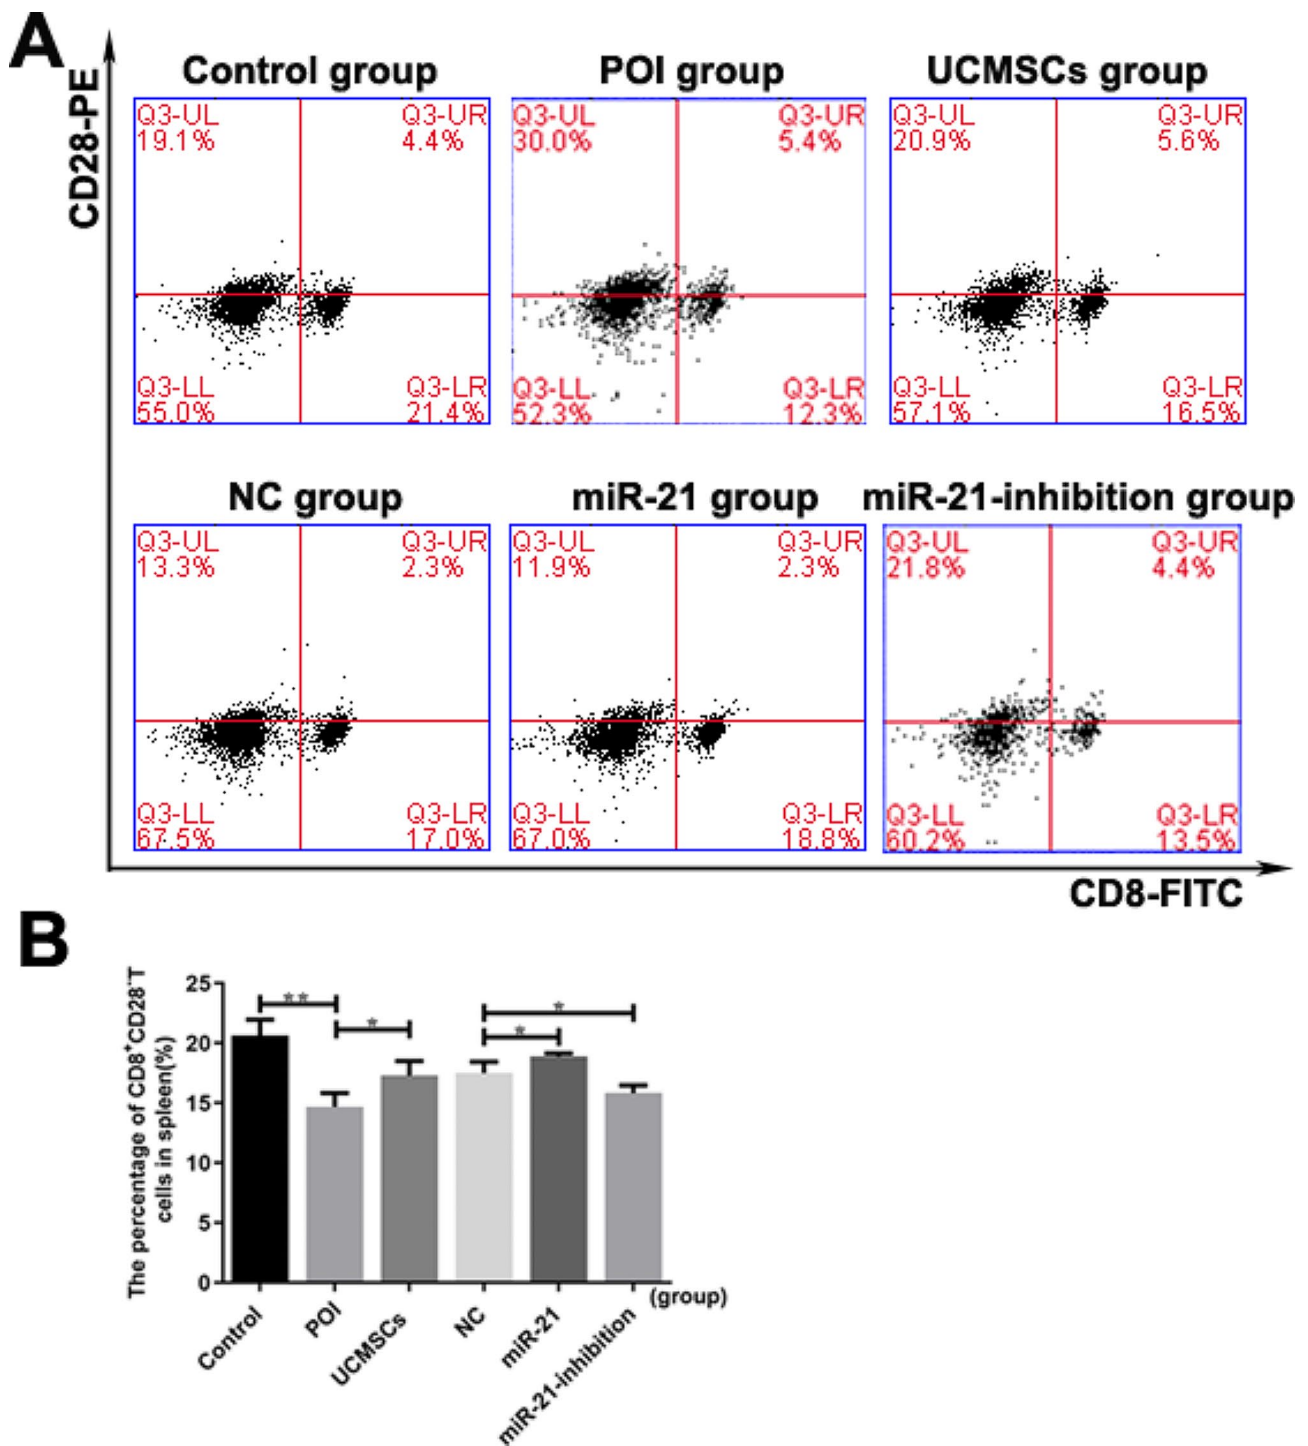 A
CD28-PE
Control group
POI group
UCMSCs group
Q3-UL
19.1%
Q3-UR
4.4%
Q3-LL
55.0%
Q3-LR
21.4%
Q3-UL
30.0%
Q3-UR
5.4%
Q3-LL
52.3%
Q3-LR
12.3%
Q3-UL
20.9%
Q3-UR
5.6%
Q3-LL
57.1%
Q3-LR
16.5%
NC group
miR-21 group
miR-21-inhibition group
Q3-UL
13.3%
Q3-UR
2.3%
Q3-LL
67.5%
Q3-LR
17.0%
Q3-UL
11.9%
Q3-UR
2.3%
Q3-LL
67.0%
Q3-LR
18.8%
Q3-UL
21.8%
Q3-UR
4.4%
Q3-LL
60.2%
Q3-LR
13.5%
CD8-FITC
B
The percentage of CD8⁺CD28⁻T
cells in spleen(%)
25
20
15
10
5
0
**
*
*
*
Control
POI
UCMSCs
NC
miR-21
miR-21-inhibition
(group)